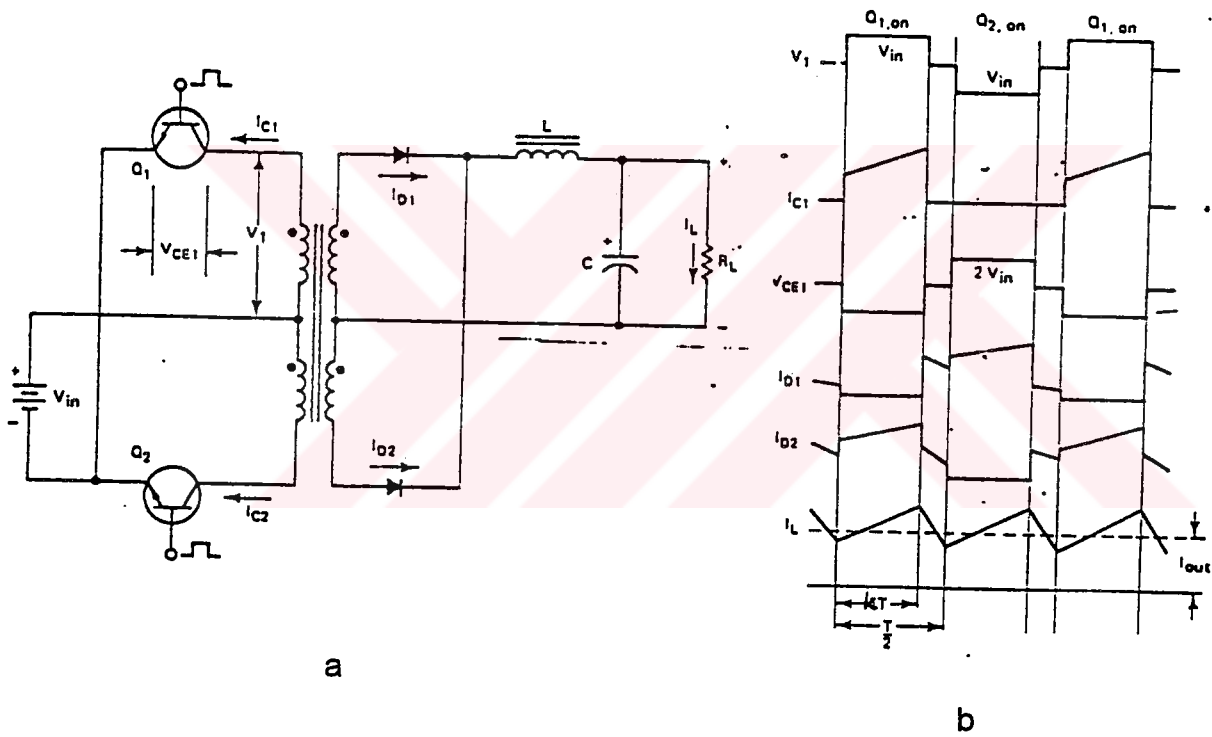 Q1
IC1
VCE1
V1
Vin
+
-
Q2
IC2
ID1
ID2
L
+
C
IL
RL
+
-
a
Q1, on
Q2, on
Q1, on
V1
Vin
Vin
IC1
VCE1
2 Vin
ID1
ID2
IL
Iout
T
2
b